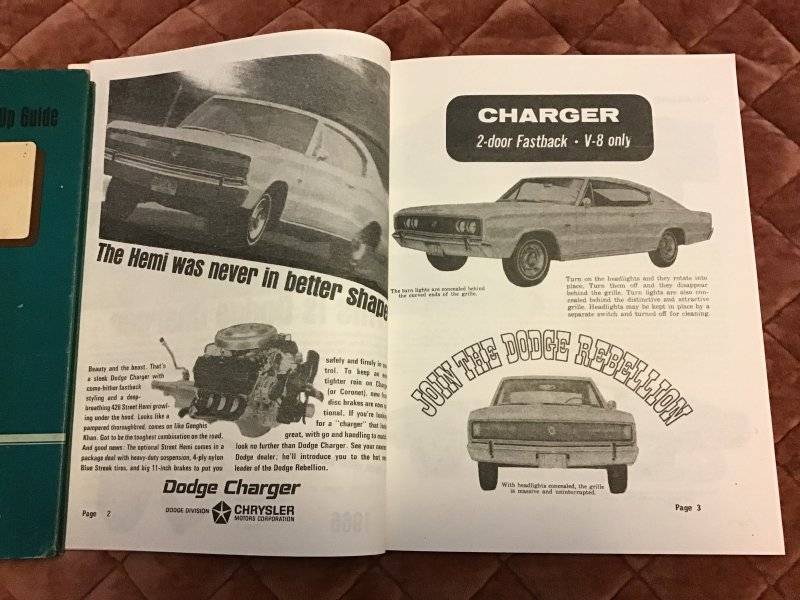 Up Guide
The Hemi was never in better shape
Beauty and the beast. That's
a sleek Dodge Charger with
come-hither fastback
styling and a deep-
breathing 426 Street Hemi growl-
ing under the hood. Looks like a
pampered thoroughbred, comes on like Genghis
Khan. Got to be the toughest combination on the road.
And good news: The optional Street Hemi comes in a
package deal with heavy-duty suspension, 4-ply nylon
Blue Streak tires, and big 11-inch brakes to put you
safely and firmly in
trol. To keep an
tighter rein on Charg
(or Coronet), new
disc brakes are now
tional. If you're look
for a "charger" that
great, with go and handling to
look no further than Dodge Charger. See your
Dodge dealer; he'll introduce you to the hot
leader of the Dodge Rebellion.
Dodge Charger
DODGE DIVISION CHRYSLER
MOTORS CORPORATION
Page 2
1966
CHARGER
2-door Fastback · V-8 only
The turn lights are concealed behind
the curved ends of the grille.
Turn on the headlights and they rotate into
place, Turn them off and they disappear
behind the grille. Turn lights are also con-
cealed behind the distinctive and attractive
grille. Headlights may be kept in place by a
separate switch and turned off for cleaning.
JOIN THE DODGE REBELLION
With headlights concealed, the grille
is massive and uninterrupted.
Page 3